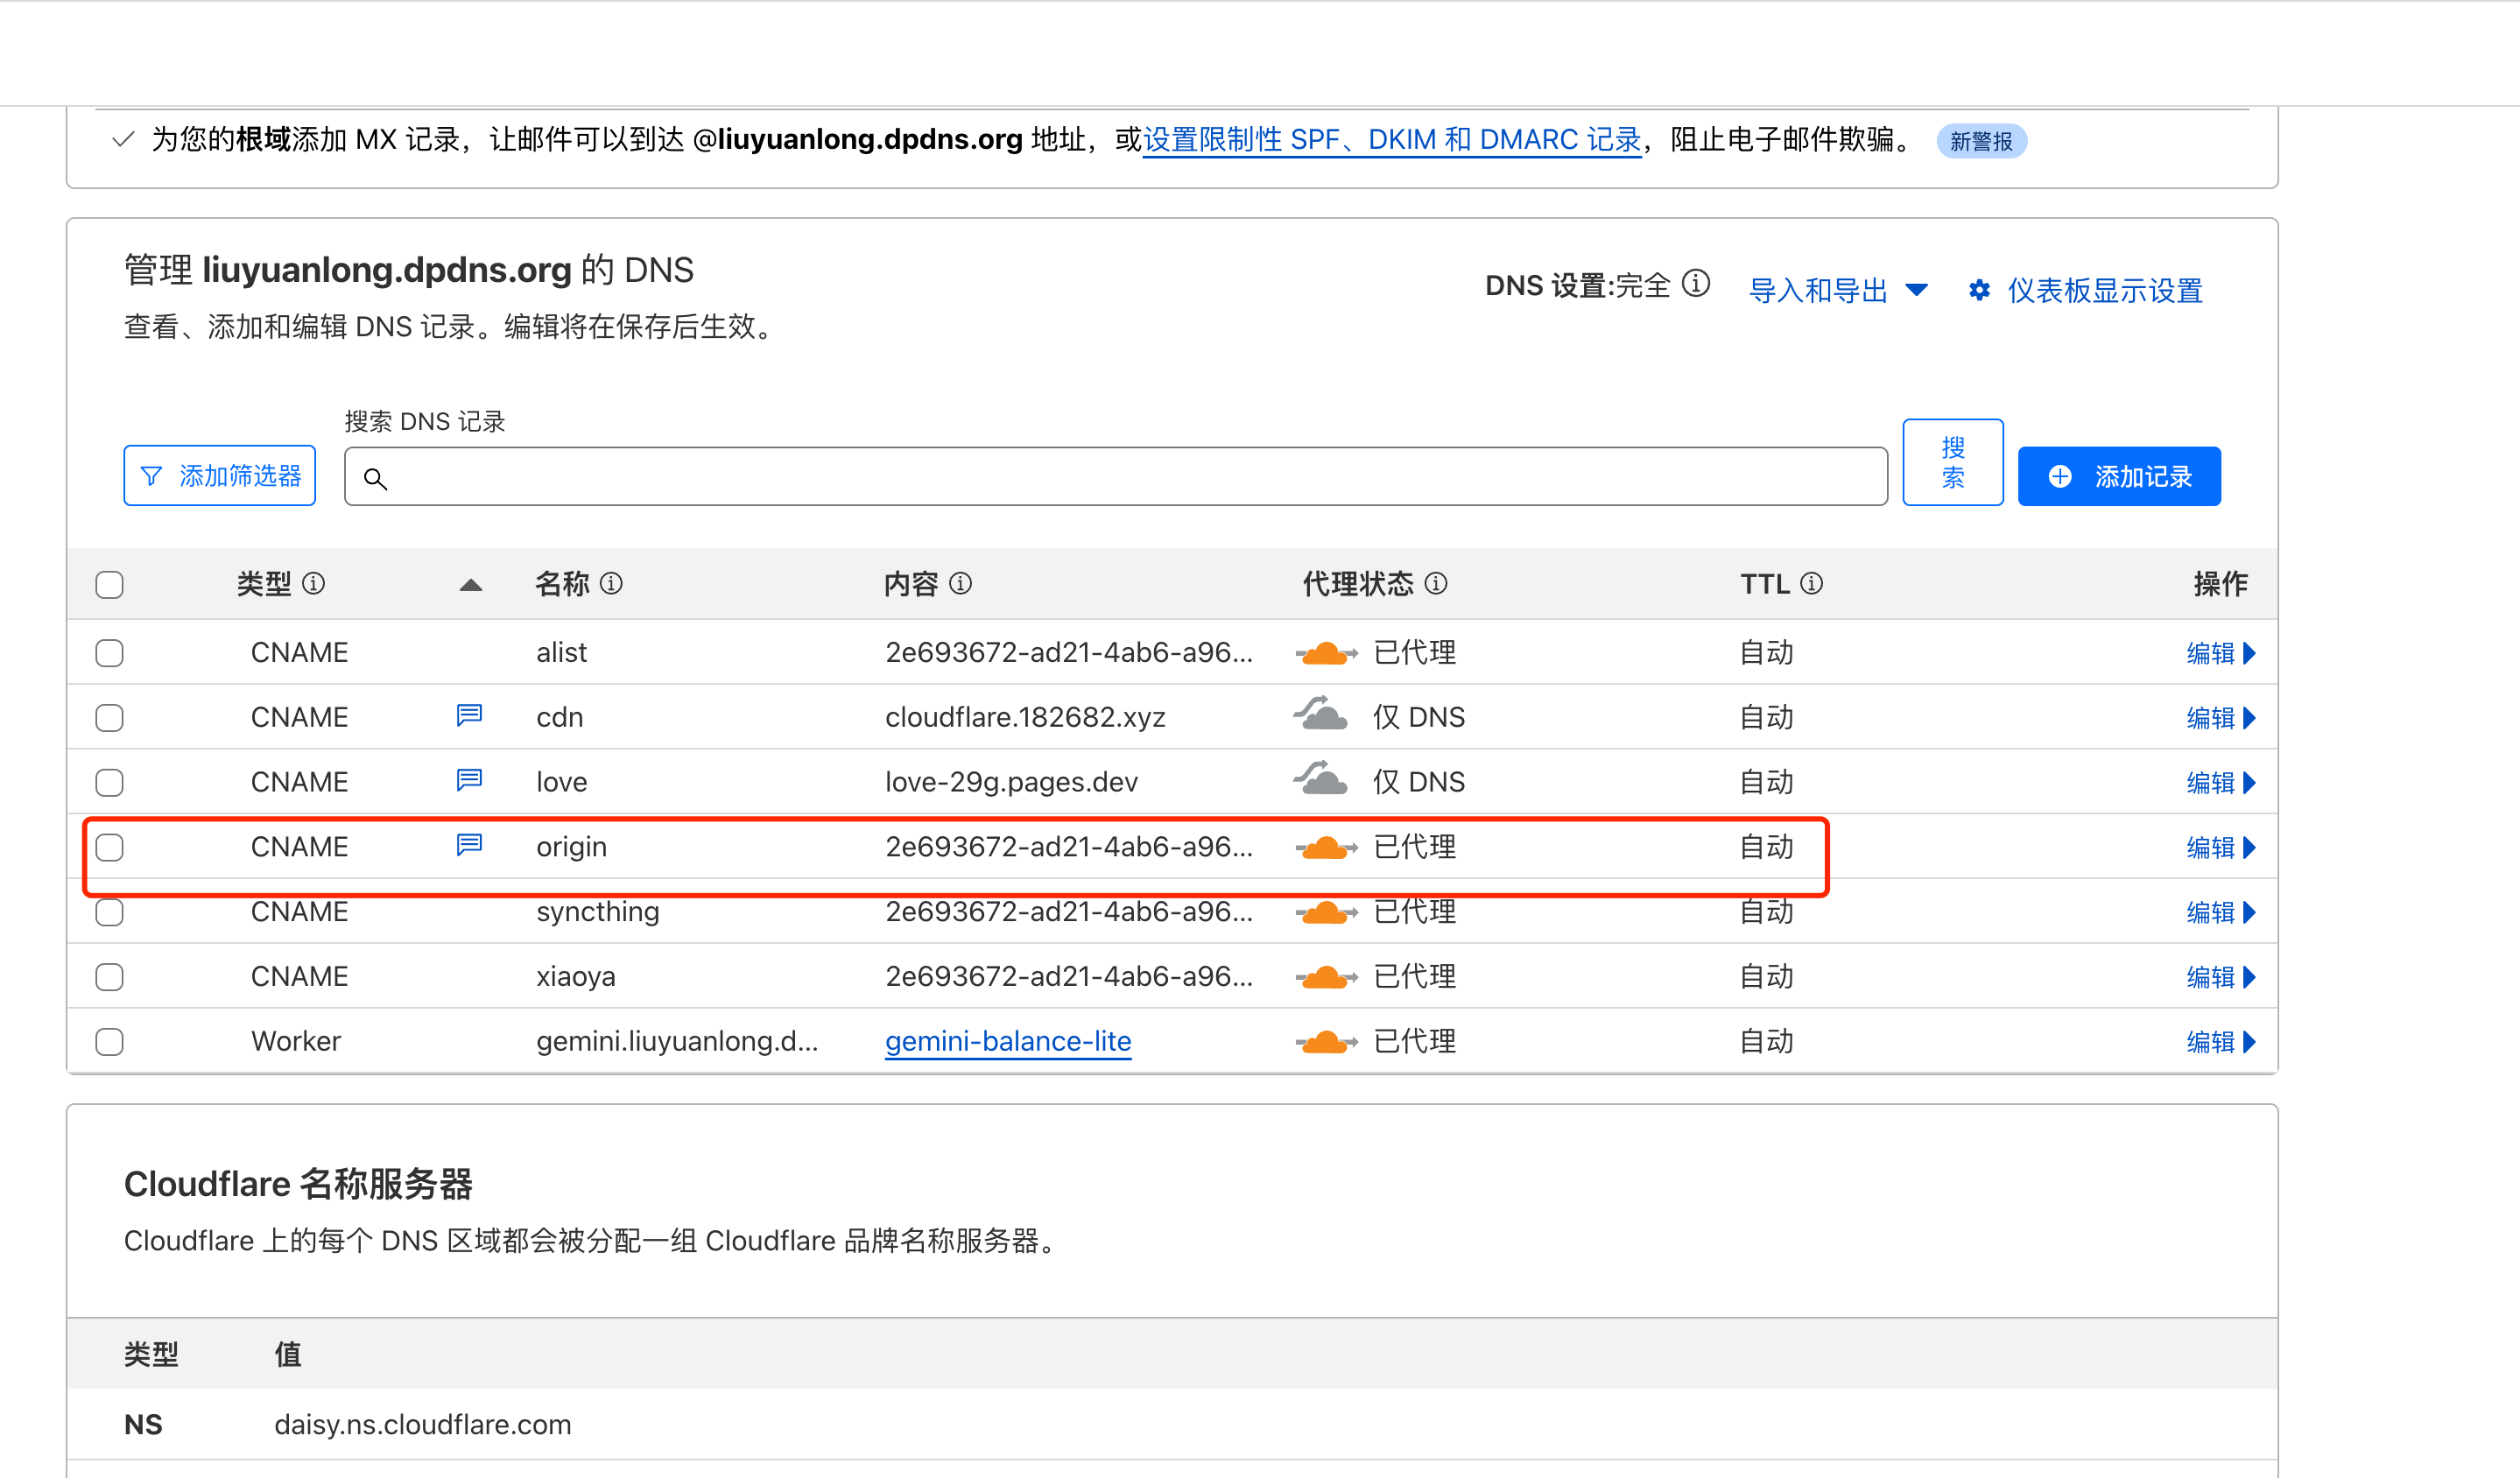 为您的根域添加 MX 记录，让邮件可以到达 @liuyuanlong.dpdns.org 地址，或设置限制性 SPF、DKIM 和 DMARC 记录，阻止电子邮件欺骗。 新警报
管理 liuyuanlong.dpdns.org 的 DNS
查看、添加和编辑 DNS 记录。编辑将在保存后生效。
DNS 设置:完全 导入和导出 仪表板显示设置
搜索 DNS 记录
添加筛选器 搜索 添加记录
类型 名称 内容 代理状态 TTL 操作
CNAME alist 2e693672-ad21-4ab6-a96... 已代理 自动 编辑
CNAME cdn cloudflare.182682.xyz 仅 DNS 自动 编辑
CNAME love love-29g.pages.dev 仅 DNS 自动 编辑
CNAME origin 2e693672-ad21-4ab6-a96... 已代理 自动 编辑
CNAME syncthing 2e693672-ad21-4ab6-a96... 已代理 自动 编辑
CNAME xiaoya 2e693672-ad21-4ab6-a96... 已代理 自动 编辑
Worker gemini.liuyuanlong.d... gemini-balance-lite 已代理 自动 编辑
Cloudflare 名称服务器
Cloudflare 上的每个 DNS 区域都会被分配一组 Cloudflare 品牌名称服务器。
类型 值
NS daisy.ns.cloudflare.com